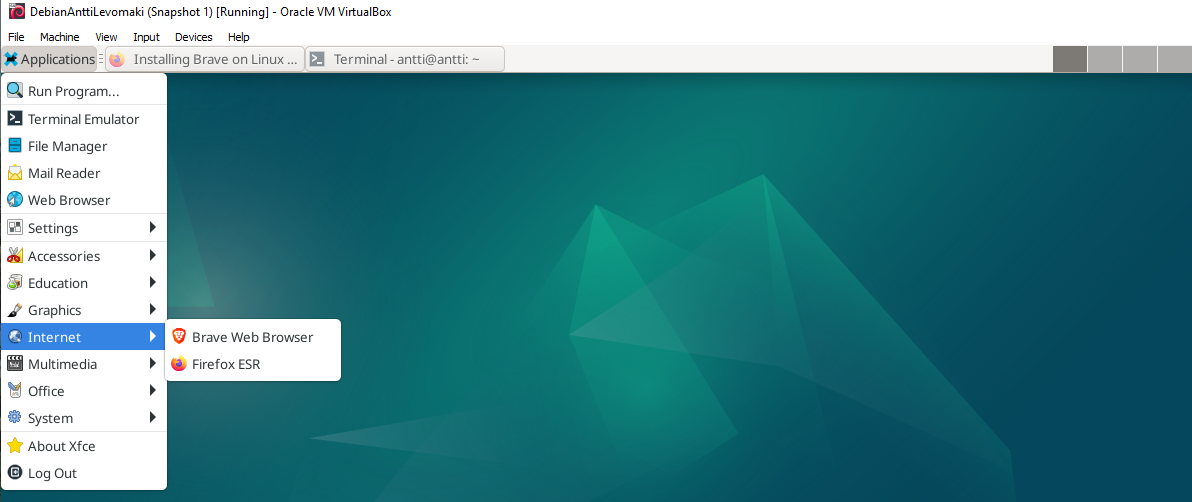 DebianAnttiLevomaki (Snapshot 1) [Running] - Oracle VM VirtualBox
File Machine View Input Devices Help
Applications Installing Brave on Linux ... Terminal - antti@antti: ~
Run Program...
Terminal Emulator
File Manager
Mail Reader
Web Browser
Settings
Accessories
Education
Graphics
Internet
Brave Web Browser
Firefox ESR
Multimedia
Office
System
About Xfce
Log Out